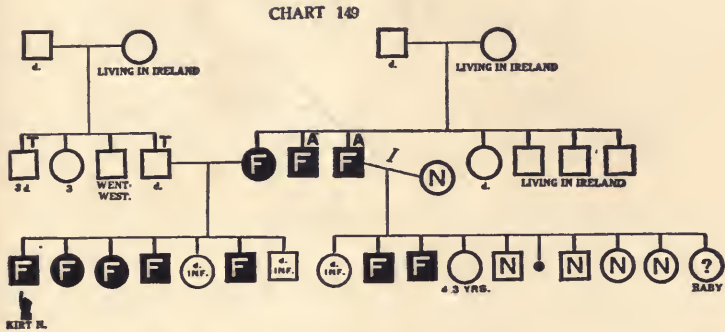 CHART 149
d.
LIVING IN IRELAND
d.
LIVING IN IRELAND
T T F A F A F I N
3 d. 3 WENT- WEST. d. d. LIVING IN IRELAND
F F F F d. INF. F d. INF. d. INF. F F d. 3 YRS. N N N N ? BABY
KIRT N.